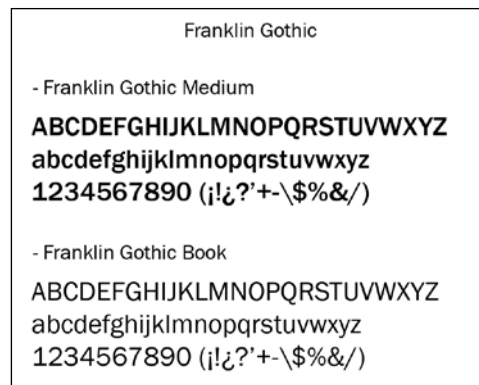 Franklin Gothic
- Franklin Gothic Medium
ABCDEFGHIJKLMNOPQRSTUVWXYZ
abcdefghijklmnopqrstuvwxyz
1234567890 (¡!¿?’+-\$%&/)
- Franklin Gothic Book
ABCDEFGHIJKLMNOPQRSTUVWXYZ
abcdefghijklmnopqrstuvwxyz
1234567890 (¡!¿?’+-\$%&/)